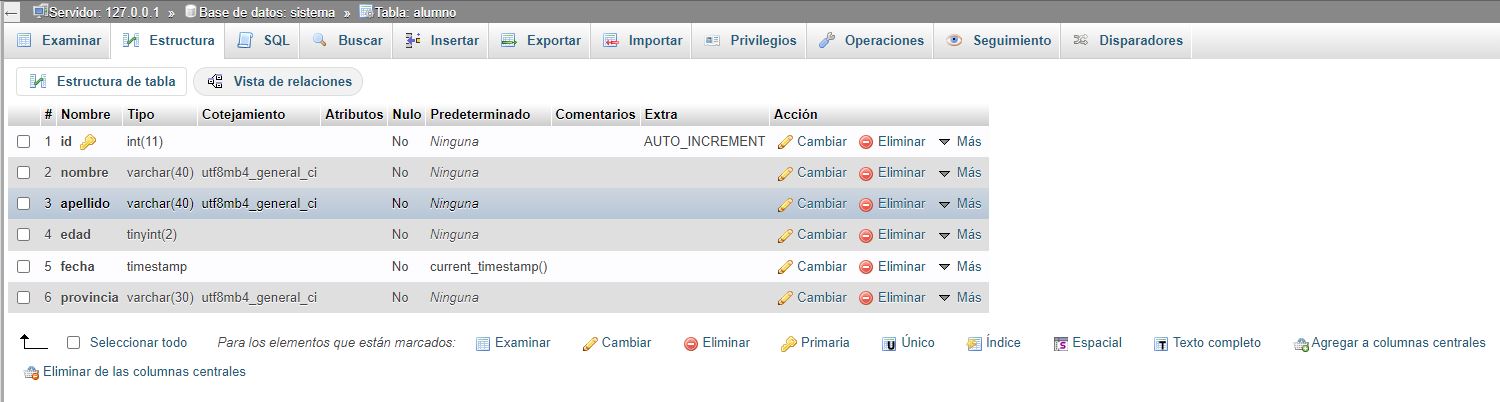 Servidor: 127.0.0.1 » Base de datos: sistema » Tabla: alumno
Examinar Estructura SQL Buscar Insertar Exportar Importar Privilegios Operaciones Seguimiento Disparadores
Estructura de tabla Vista de relaciones
# Nombre Tipo Cotejamiento Atributos Nulo Predeterminado Comentarios Extra Acción
1 id int(11) No Ninguna AUTO_INCREMENT Cambiar Eliminar Más
2 nombre varchar(40) utf8mb4_general_ci No Ninguna Cambiar Eliminar Más
3 apellido varchar(40) utf8mb4_general_ci No Ninguna Cambiar Eliminar Más
4 edad tinyint(2) No Ninguna Cambiar Eliminar Más
5 fecha timestamp No current_timestamp() Cambiar Eliminar Más
6 provincia varchar(30) utf8mb4_general_ci No Ninguna Cambiar Eliminar Más
Seleccionar todo Para los elementos que están marcados: Examinar Cambiar Eliminar Primaria Único Índice Espacial Texto completo Agregar a columnas centrales
Eliminar de las columnas centrales